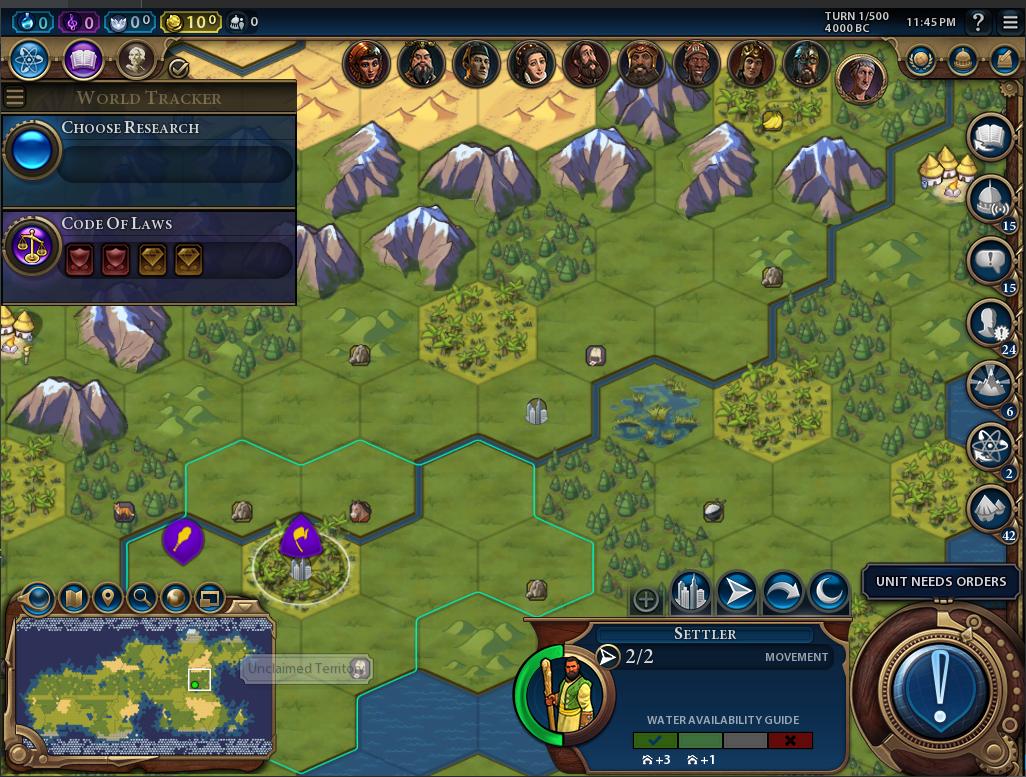 0 0 0⁰ 10⁰ 0
TURN 1/500
4000 BC
11:45 PM
?
WORLD TRACKER
CHOOSE RESEARCH
CODE OF LAWS
15
15
24
6
2
42
UNIT NEEDS ORDERS
SETTLER
2/2 MOVEMENT
Unclaimed Territory
WATER AVAILABILITY GUIDE
+3 +1